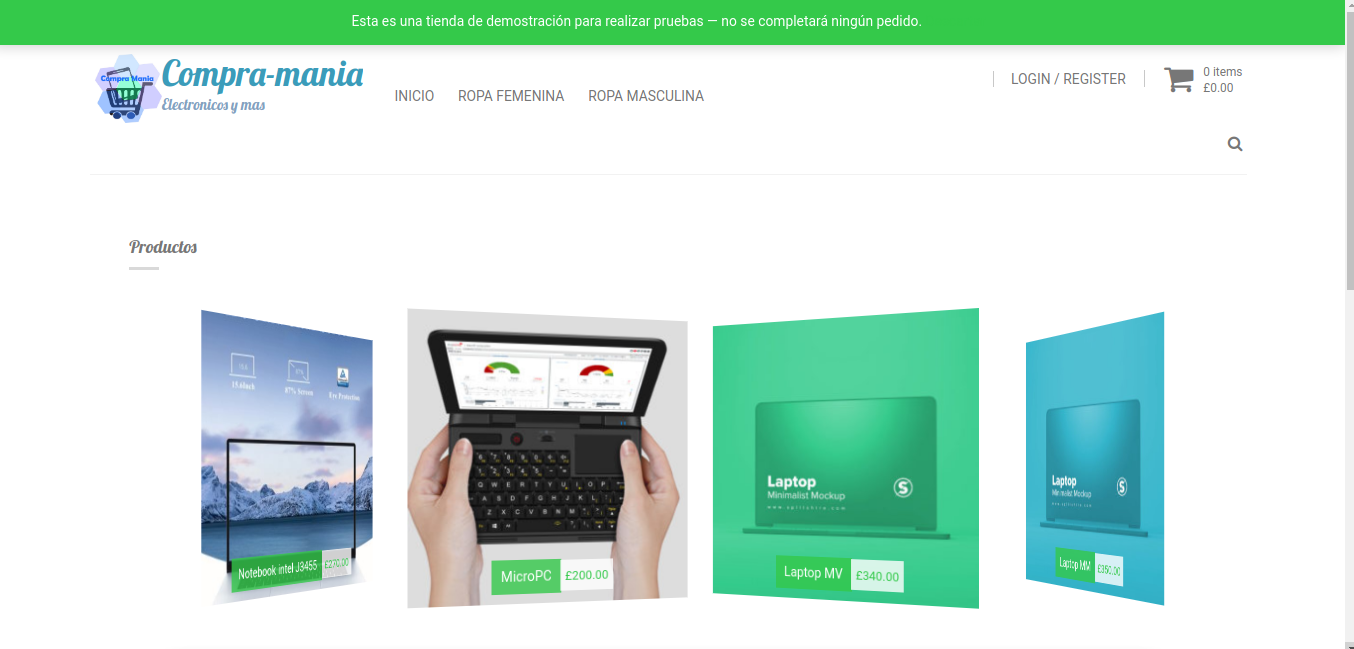 Esta es una tienda de demostración para realizar pruebas — no se completará ningún pedido.
Compra Mania
Compra-mania
Electronicos y mas
INICIO
ROPA FEMENINA
ROPA MASCULINA
LOGIN / REGISTER
0 items
£0.00
Productos
15.6Inch
87% Screen
Eye Protection
Notebook intel J3455
£270.00
Q W E R T Y U I O P
A S D F G H J K L
Z X C V B N M
MicroPC
£200.00
Laptop
Minimalist Mockup
S
Laptop MV
£340.00
Laptop
Minimalist Mockup
S
Laptop MM
£350.00